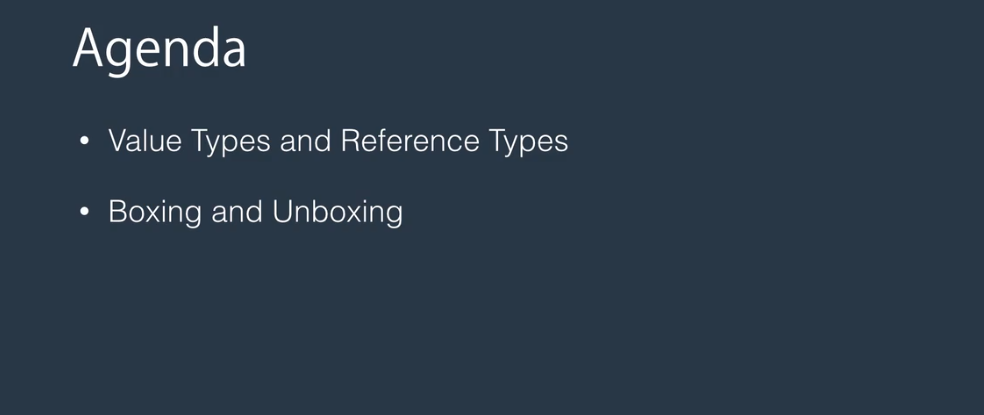 Agenda
• Value Types and Reference Types
• Boxing and Unboxing